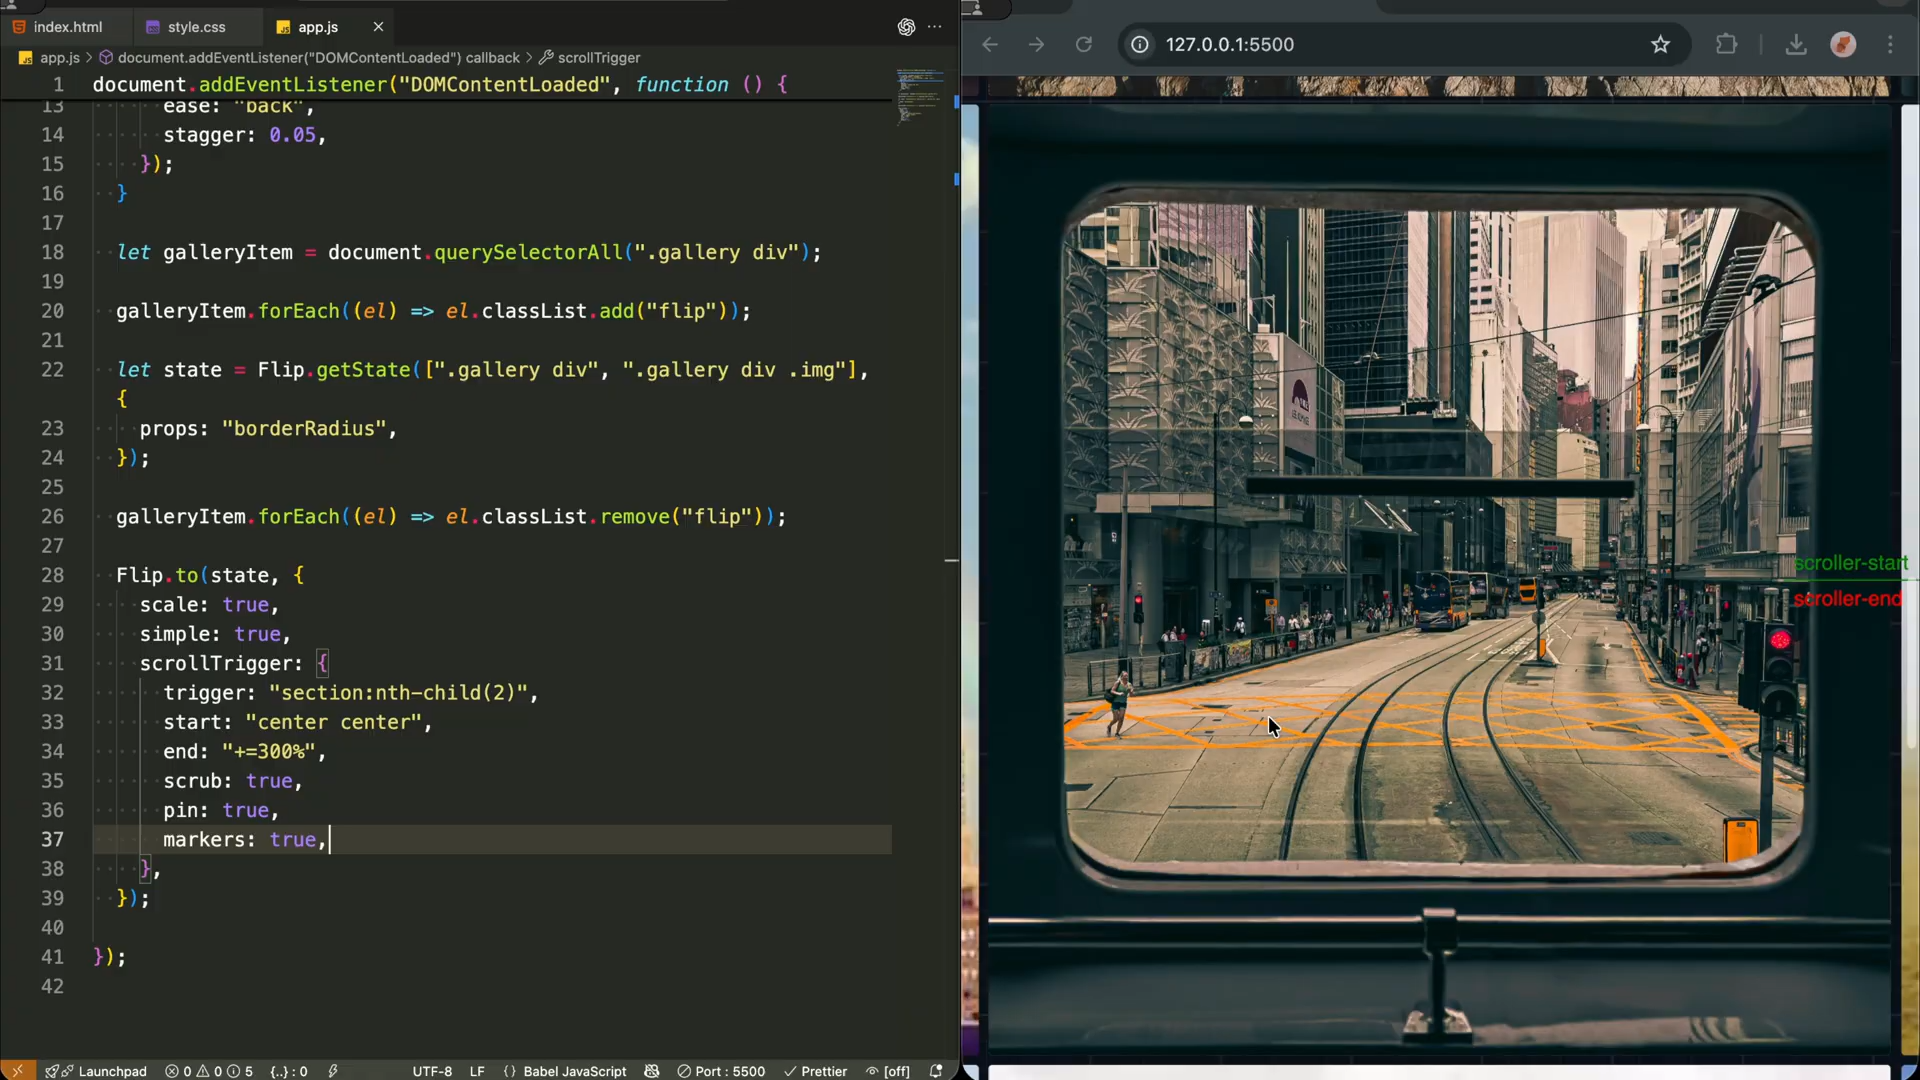 index.html
style.css
app.js
app.js > document.addEventListener("DOMContentLoaded") callback > scrollTrigger
1 document.addEventListener("DOMContentLoaded", function () {
13 ease: "back",
14 stagger: 0.05,
15 });
16 }
17
18 let galleryItem = document.querySelectorAll(".gallery div");
19
20 galleryItem.forEach((el) => el.classList.add("flip"));
21
22 let state = Flip.getState([".gallery div", ".gallery div .img"],
{
23 props: "borderRadius",
24 });
25
26 galleryItem.forEach((el) => el.classList.remove("flip"));
27
28 Flip.to(state, {
29 scale: true,
30 simple: true,
31 scrollTrigger: {
32 trigger: "section:nth-child(2)",
33 start: "center center",
34 end: "+=300%",
35 scrub: true,
36 pin: true,
37 markers: true,
38 },
39 });
40
41 });
42
Launchpad 0 0 5 {..} : 0 UTF-8 LF {} Babel JavaScript Port : 5500 Prettier [off]
127.0.0.1:5500
scroller-start
scroller-end